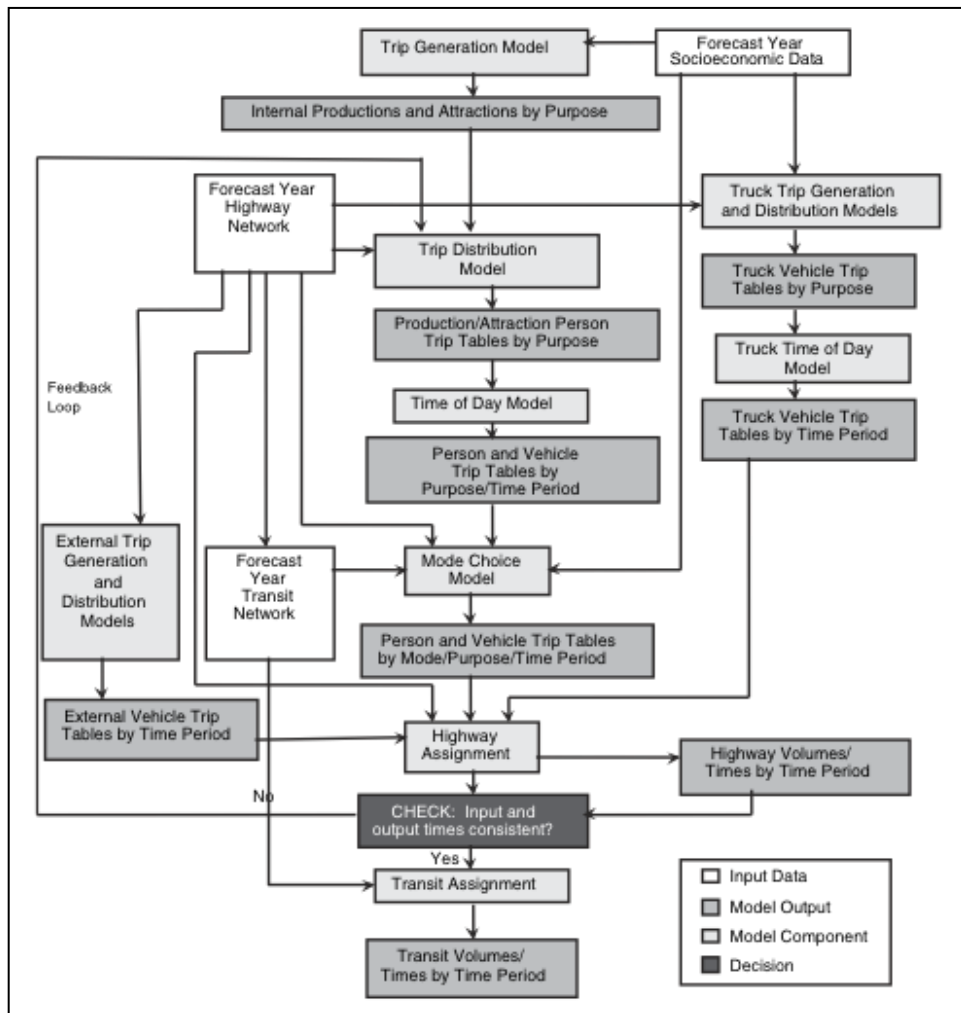 Trip Generation Model
Forecast Year
Socioeconomic Data
Internal Productions and Attractions by Purpose
Forecast Year
Highway
Network
Truck Trip Generation
and Distribution Models
Trip Distribution
Model
Truck Vehicle Trip
Tables by Purpose
Production/Attraction Person
Trip Tables by Purpose
Truck Time of Day
Model
Feedback
Loop
Time of Day Model
Truck Vehicle Trip
Tables by Time Period
Person and Vehicle
Trip Tables by
Purpose/Time Period
External Trip
Generation
and
Distribution
Models
Forecast
Year
Transit
Network
Mode Choice
Model
Person and Vehicle Trip Tables
by Mode/Purpose/Time Period
External Vehicle Trip
Tables by Time Period
Highway
Assignment
Highway Volumes/
Times by Time Period
No
CHECK: Input and
output times consistent?
Yes
Transit Assignment
Transit Volumes/
Times by Time Period
Input Data
Model Output
Model Component
Decision